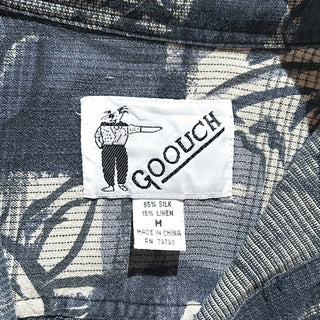 GOOUCH
85% SILK
15% LINEN
M
MADE IN CHINA
RN 79798